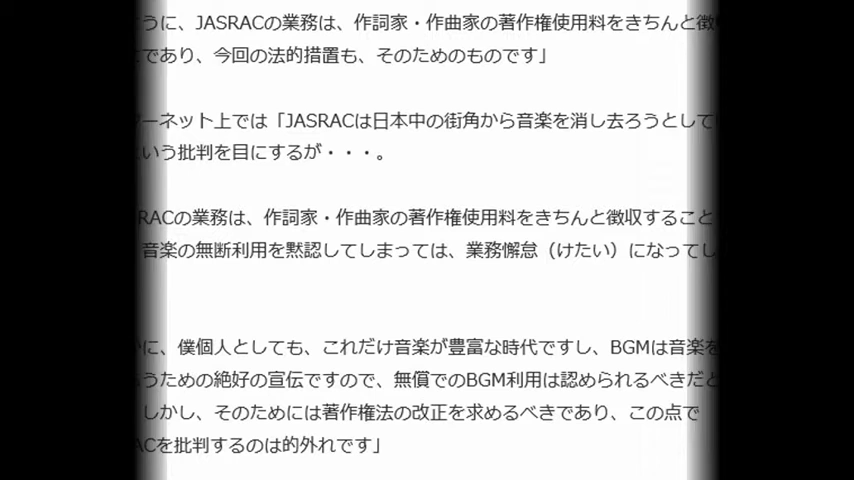 うに、JASRACの業務は、作詞家・作曲家の著作権使用料をきちんと徴
であり、今回の法的措置も、そのためのものです」
ーネット上では「JASRACは日本中の街角から音楽を消し去ろうとして
いう批判を目にするが・・・。
RACの業務は、作詞家・作曲家の著作権使用料をきちんと徴収すること
音楽の無断利用を黙認してしまっては、業務懈怠（けたい）になってし
に、僕個人としても、これだけ音楽が豊富な時代ですし、BGMは音楽を
うための絶好の宣伝ですので、無償でのBGM利用は認められるべきだと
しかし、そのためには著作権法の改正を求めるべきであり、この点で
ACを批判するのは的外れです」